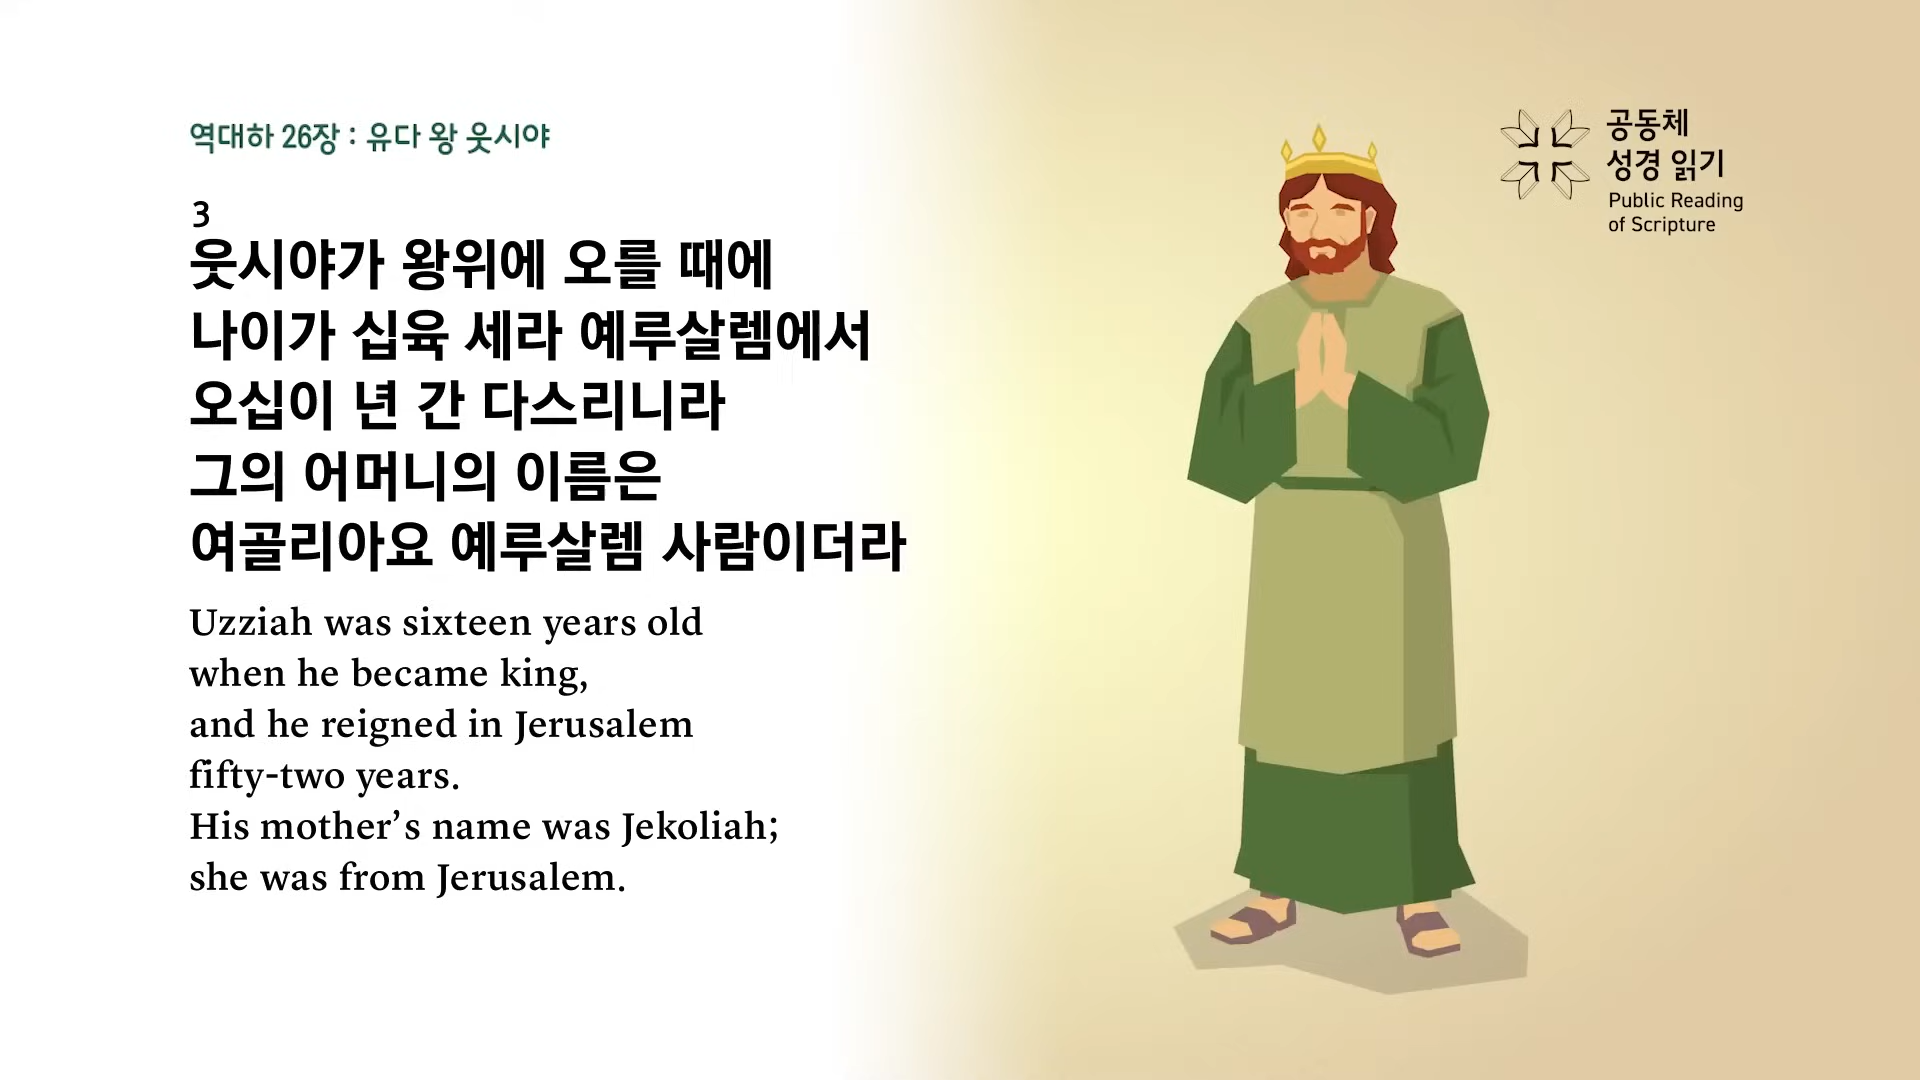 역대하 26장 : 유다 왕 웃시야
3
웃시야가 왕위에 오를 때에
나이가 십육 세라 예루살렘에서
오십이 년 간 다스리니라
그의 어머니의 이름은
여골리아요 예루살렘 사람이더라
Uzziah was sixteen years old
when he became king,
and he reigned in Jerusalem
fifty-two years.
His mother’s name was Jekoliah;
she was from Jerusalem.
공동체
성경 읽기
Public Reading
of Scripture